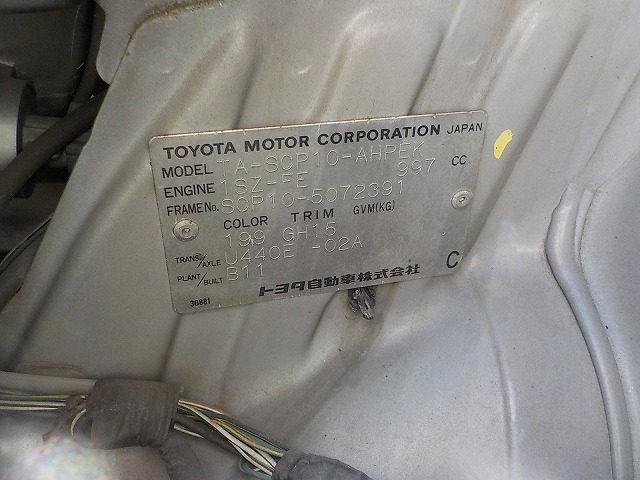 TOYOTA MOTOR CORPORATION JAPAN
MODEL TA-SCP10-AHPEK
ENGINE 1SZ-FE 997 CC
FRAME No. SCP10-5072391
COLOR TRIM GVM(KG)
199 GH15
TRANS/AXLE U440E -02A
PLANT/BUILT B11
30881 トヨタ自動車株式会社 C